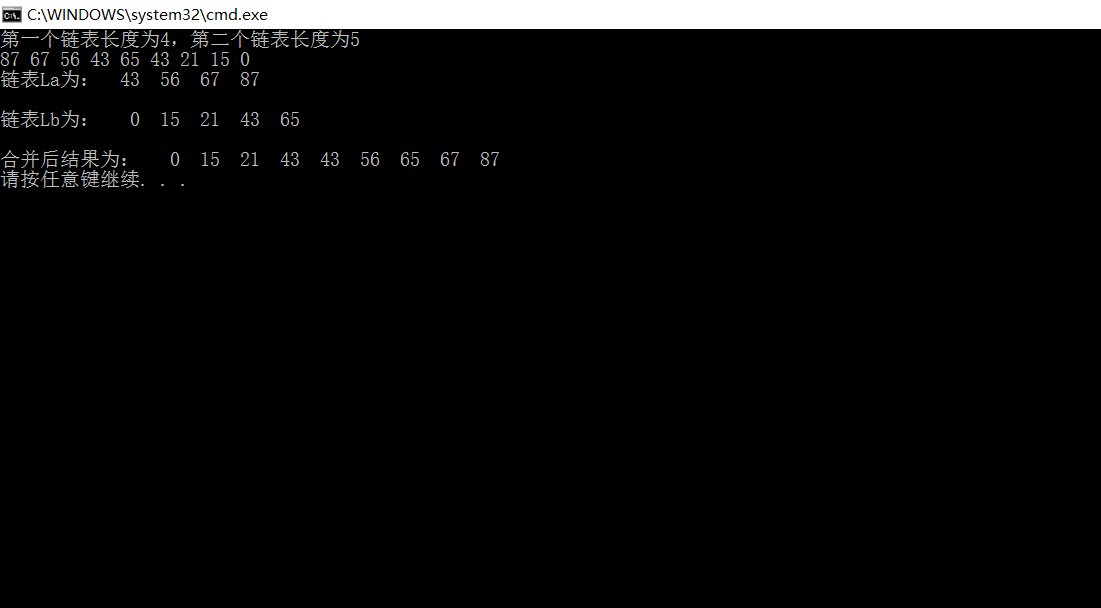 C:\WINDOWS\system32\cmd.exe
第一个链表长度为4，第二个链表长度为5
87 67 56 43 65 43 21 15 0
链表La为:   43  56  67  87
链表Lb为:    0  15  21  43  65
合并后结果为:    0  15  21  43  43  56  65  67  87
请按任意键继续. . .